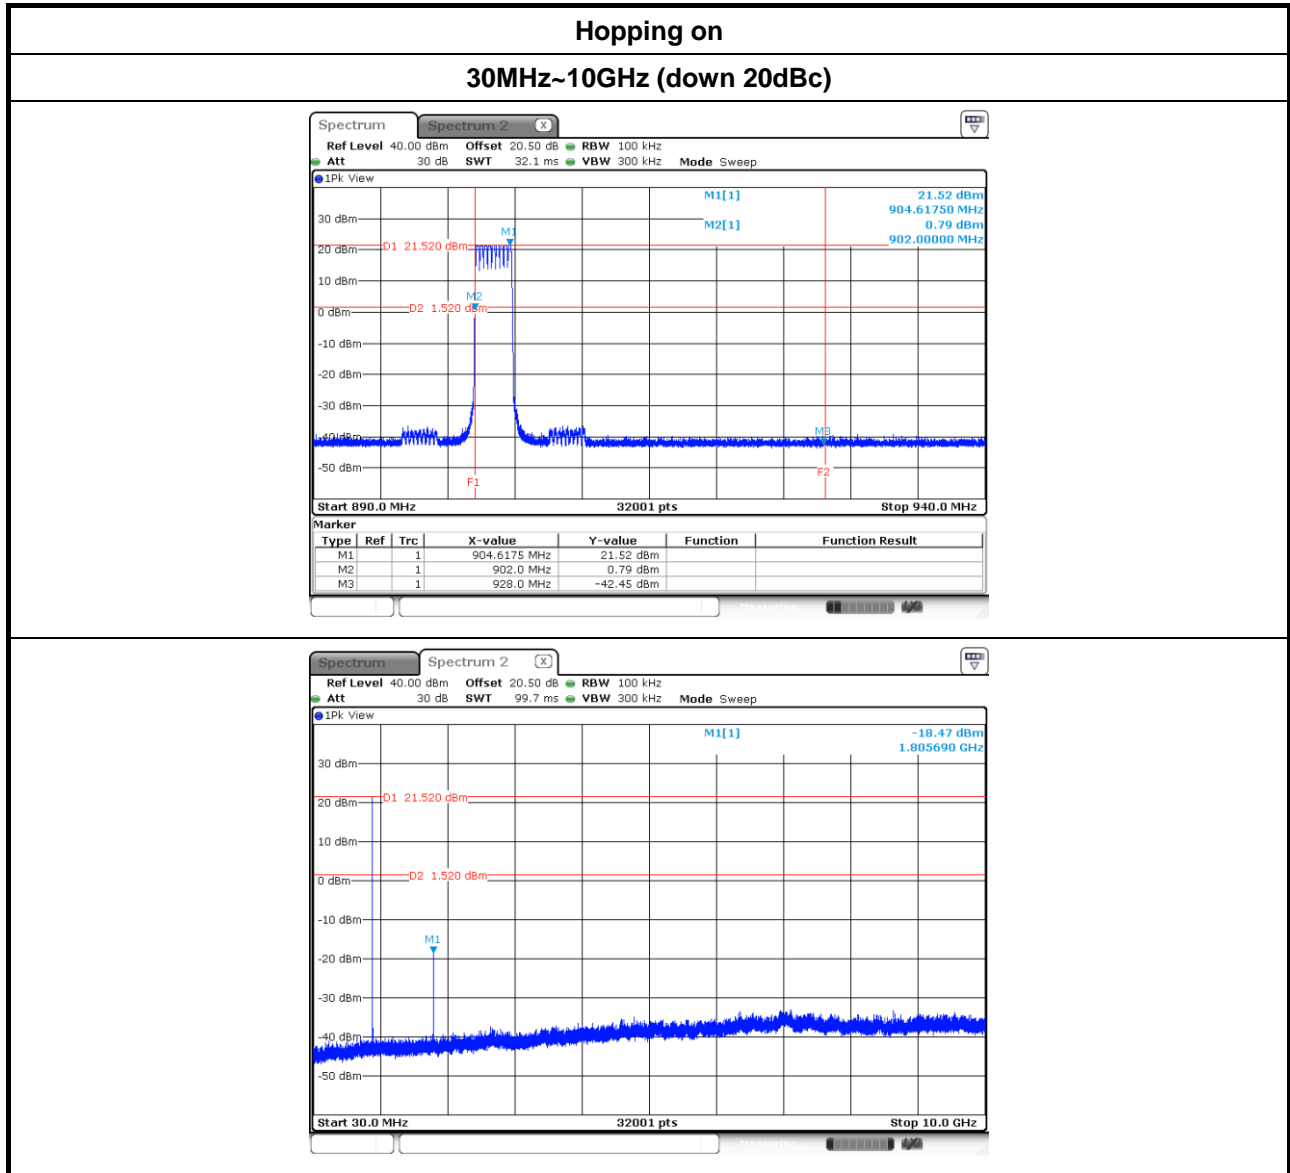 Hopping on
30MHz~10GHz (down 20dBc)
Spectrum Spectrum 2 X
Ref Level 40.00 dBm Offset 20.50 dB RBW 100 kHz
Att 30 dB SWT 32.1 ms VBW 300 kHz Mode Sweep
1Pk View
M1[1] 21.52 dBm
904.61750 MHz
M2[1] 0.79 dBm
902.00000 MHz
30 dBm
M1
20 dBm D1 21.520 dBm
10 dBm
M2
0 dBm D2 1.520 dBm
-10 dBm
-20 dBm
-30 dBm
-40 dBm M3
-50 dBm
F1 F2
Start 890.0 MHz 32001 pts Stop 940.0 MHz
Marker
Type Ref Trc X-value Y-value Function Function Result
M1 1 904.6175 MHz 21.52 dBm
M2 1 902.0 MHz 0.79 dBm
M3 1 928.0 MHz -42.45 dBm
Measuring...
Spectrum Spectrum 2 X
Ref Level 40.00 dBm Offset 20.50 dB RBW 100 kHz
Att 30 dB SWT 99.7 ms VBW 300 kHz Mode Sweep
1Pk View
M1[1] -18.47 dBm
1.805690 GHz
30 dBm
20 dBm D1 21.520 dBm
10 dBm
0 dBm D2 1.520 dBm
-10 dBm
M1
-20 dBm
-30 dBm
-40 dBm
-50 dBm
Start 30.0 MHz 32001 pts Stop 10.0 GHz
Measuring...